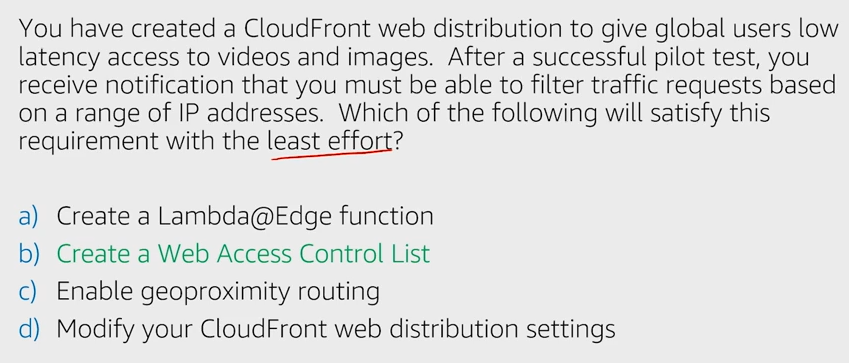 You have created a CloudFront web distribution to give global users low
latency access to videos and images.  After a successful pilot test, you
receive notification that you must be able to filter traffic requests based
on a range of IP addresses.  Which of the following will satisfy this
requirement with the least effort?
a) Create a Lambda@Edge function
b) Create a Web Access Control List
c) Enable geoproximity routing
d) Modify your CloudFront web distribution settings